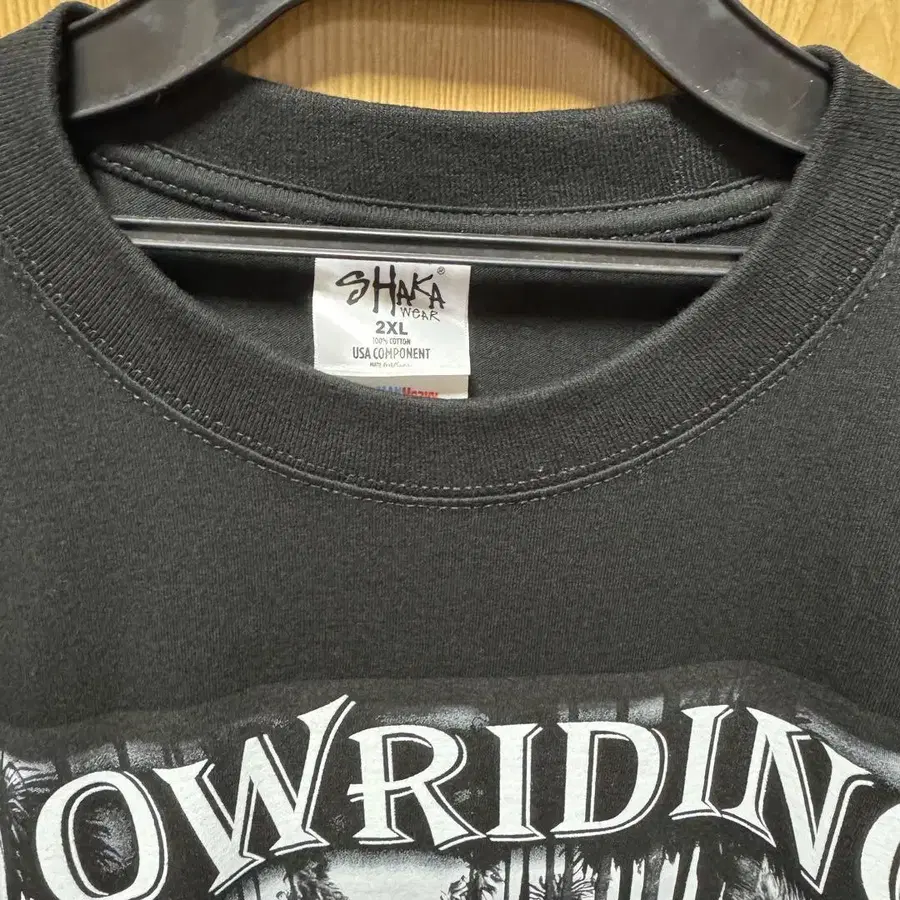 SHAKA®
WEAR
2XL
100% COTTON
USA COMPONENT
OWRIDIN